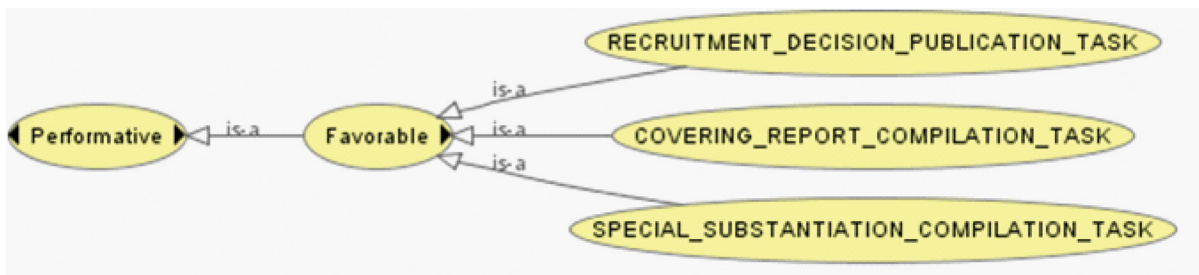 RECRUITMENT_DECISION_PUBLICATION_TASK
is-a
Performative
is-a
Favorable
is-a
COVERING_REPORT_COMPILATION_TASK
is-a
SPECIAL_SUBSTANTIATION_COMPILATION_TASK